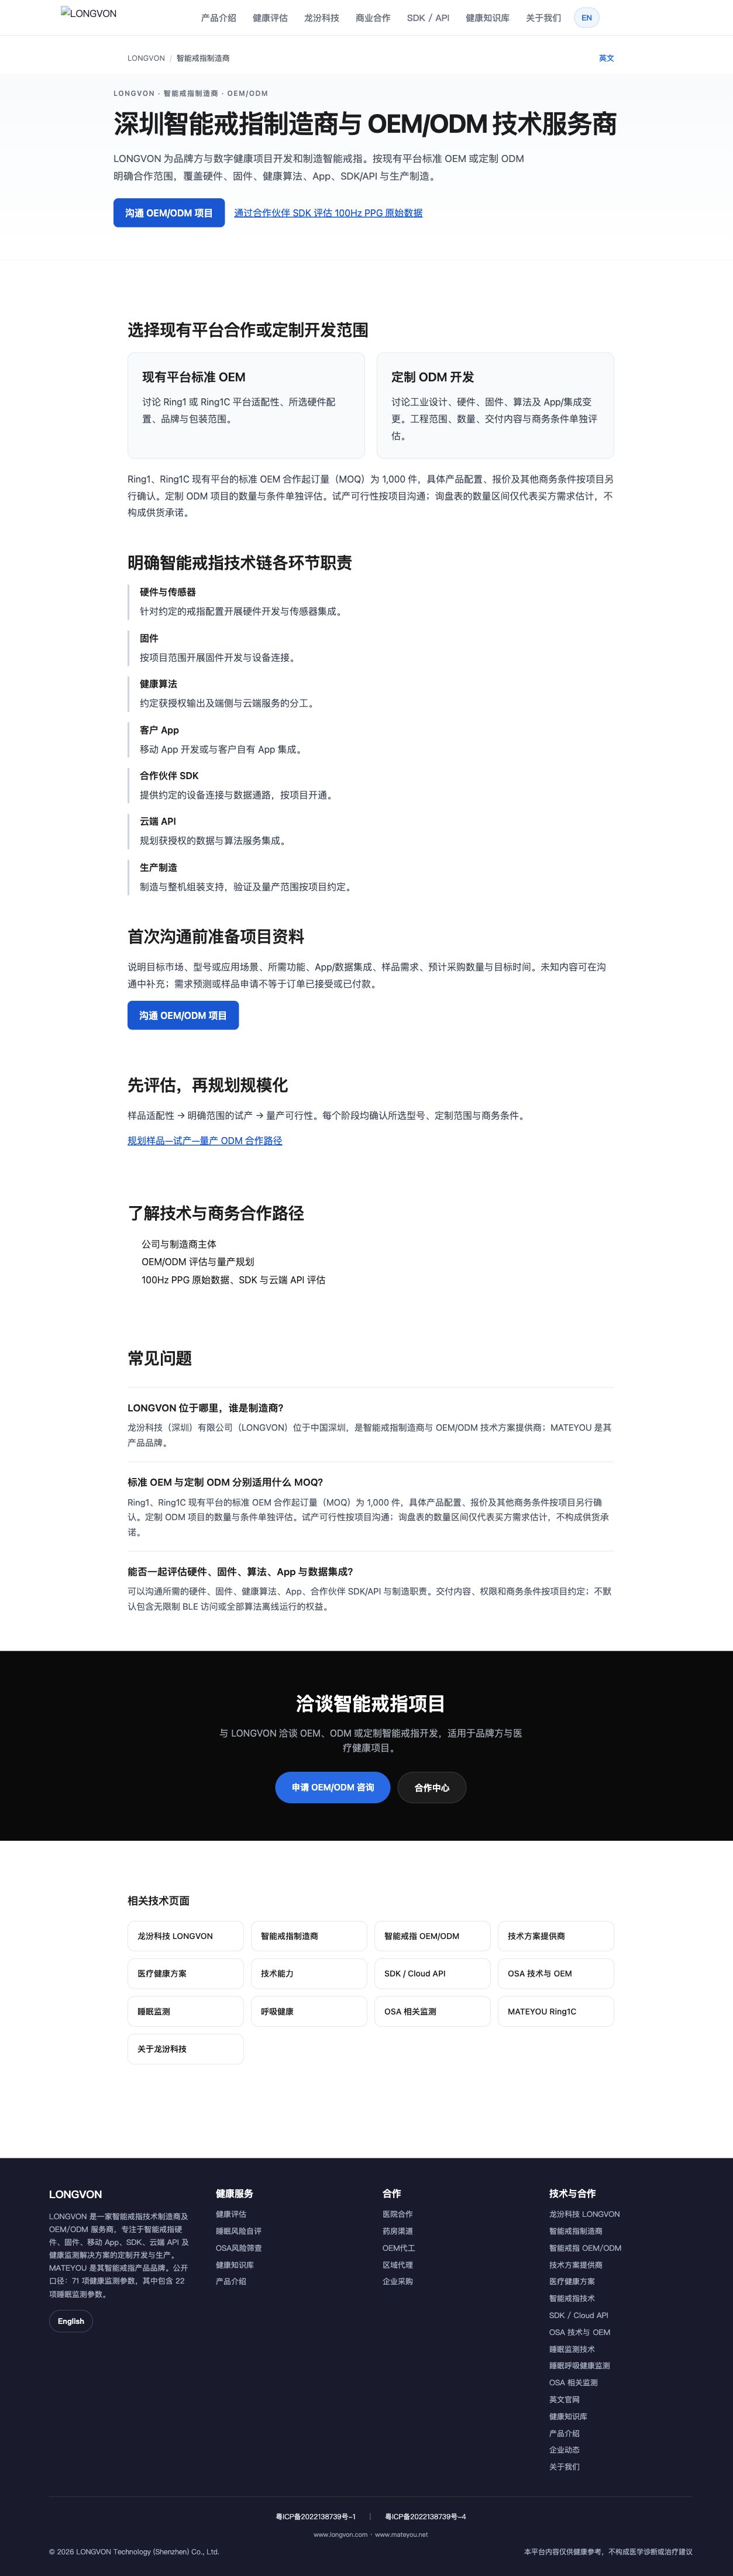 LONGVON
产品介绍 健康评估 龙汾科技 商业合作 SDK / API 健康知识库 关于我们 EN
LONGVON / 智能戒指制造商 英文
LONGVON · 智能戒指制造商 · OEM/ODM
深圳智能戒指制造商与 OEM/ODM 技术服务商
LONGVON 为品牌方与数字健康项目开发和制造智能戒指。按现有平台标准 OEM 或定制 ODM
明确合作范围，覆盖硬件、固件、健康算法、App、SDK/API 与生产制造。
沟通 OEM/ODM 项目 通过合作伙伴 SDK 评估 100Hz PPG 原始数据
选择现有平台合作或定制开发范围
现有平台标准 OEM
讨论 Ring1 或 Ring1C 平台适配性、所选硬件配
置、品牌与包装范围。
定制 ODM 开发
讨论工业设计、硬件、固件、算法及 App/集成变
更。工程范围、数量、交付内容与商务条件单独评
估。
Ring1、Ring1C 现有平台的标准 OEM 合作起订量（MOQ）为 1,000 件，具体产品配置、报价及其他商务条件按项目另
行确认。定制 ODM 项目的数量与条件单独评估。试产可行性按项目沟通；询盘表的数量区间仅代表买方需求估计，不
构成供货承诺。
明确智能戒指技术链各环节职责
硬件与传感器
针对约定的戒指配置开展硬件开发与传感器集成。
固件
按项目范围开展固件开发与设备连接。
健康算法
约定获授权输出及端侧与云端服务的分工。
客户 App
移动 App 开发或与客户自有 App 集成。
合作伙伴 SDK
提供约定的设备连接与数据通路，按项目开通。
云端 API
规划获授权的数据与算法服务集成。
生产制造
制造与整机组装支持，验证及量产范围按项目约定。
首次沟通前准备项目资料
说明目标市场、型号或应用场景、所需功能、App/数据集成、样品需求、预计采购数量与目标时间。未知内容可在沟
通中补充；需求预测或样品申请不等于订单已接受或已付款。
沟通 OEM/ODM 项目
先评估，再规划规模化
样品适配性 → 明确范围的试产 → 量产可行性。每个阶段均确认所选型号、定制范围与商务条件。
规划样品—试产—量产 ODM 合作路径
了解技术与商务合作路径
公司与制造商主体
OEM/ODM 评估与量产规划
100Hz PPG 原始数据、SDK 与云端 API 评估
常见问题
LONGVON 位于哪里，谁是制造商?
龙汾科技（深圳）有限公司（LONGVON）位于中国深圳，是智能戒指制造商与 OEM/ODM 技术方案提供商；MATEYOU 是其
产品品牌。
标准 OEM 与定制 ODM 分别适用什么 MOQ?
Ring1、Ring1C 现有平台的标准 OEM 合作起订量（MOQ）为 1,000 件，具体产品配置、报价及其他商务条件按项目另行确
认。定制 ODM 项目的数量与条件单独评估。试产可行性按项目沟通；询盘表的数量区间仅代表买方需求估计，不构成供货承
诺。
能否一起评估硬件、固件、算法、App 与数据集成?
可以沟通所需的硬件、固件、健康算法、App、合作伙伴 SDK/API 与制造职责。交付内容、权限和商务条件按项目约定；不默
认包含无限制 BLE 访问或全部算法离线运行的权益。
洽谈智能戒指项目
与 LONGVON 洽谈 OEM、ODM 或定制智能戒指开发，适用于品牌方与医
疗健康项目。
申请 OEM/ODM 咨询 合作中心
相关技术页面
龙汾科技 LONGVON 智能戒指制造商 智能戒指 OEM/ODM 技术方案提供商
医疗健康方案 技术能力 SDK / Cloud API OSA 技术与 OEM
睡眠监测 呼吸健康 OSA 相关监测 MATEYOU Ring1C
关于龙汾科技
LONGVON
LONGVON 是一家智能戒指技术制造商及
OEM/ODM 服务商，专注于智能戒指硬
件、固件、移动 App、SDK、云端 API 及
健康监测解决方案的定制开发与生产。
MATEYOU 是其智能戒指产品品牌。公开
口径：71 项健康监测参数，其中包含 22
项睡眠监测参数。
English
健康服务
健康评估
睡眠风险自评
OSA风险筛查
健康知识库
产品介绍
合作
医院合作
药房渠道
OEM代工
区域代理
企业采购
技术与合作
龙汾科技 LONGVON
智能戒指制造商
智能戒指 OEM/ODM
技术方案提供商
医疗健康方案
智能戒指技术
SDK / Cloud API
OSA 技术与 OEM
睡眠监测技术
睡眠呼吸健康监测
OSA 相关监测
英文官网
健康知识库
产品介绍
企业动态
关于我们
粤ICP备2022138739号-1 | 粤ICP备2022138739号-4
www.longvon.com · www.mateyou.net
© 2026 LONGVON Technology (Shenzhen) Co., Ltd. 本平台内容仅供健康参考，不构成医学诊断或治疗建议